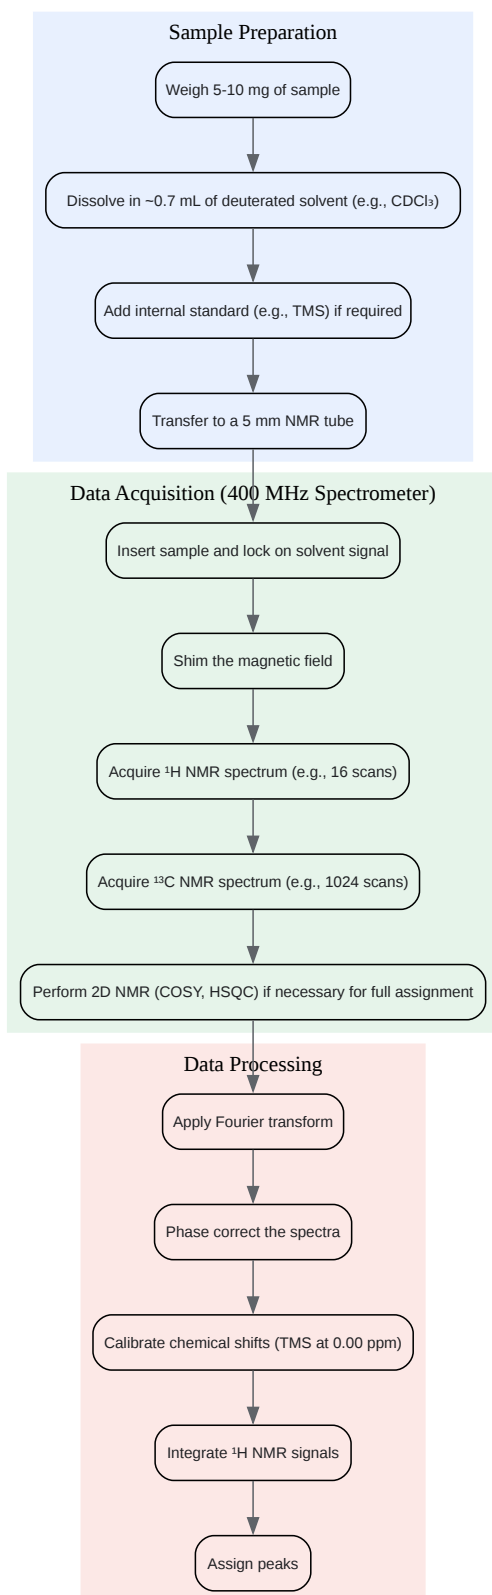 Sample Preparation
Weigh 5-10 mg of sample
Dissolve in ~0.7 mL of deuterated solvent (e.g., CDCl₃)
Add internal standard (e.g., TMS) if required
Transfer to a 5 mm NMR tube
Data Acquisition (400 MHz Spectrometer)
Insert sample and lock on solvent signal
Shim the magnetic field
Acquire ¹H NMR spectrum (e.g., 16 scans)
Acquire ¹³C NMR spectrum (e.g., 1024 scans)
Perform 2D NMR (COSY, HSQC) if necessary for full assignment
Data Processing
Apply Fourier transform
Phase correct the spectra
Calibrate chemical shifts (TMS at 0.00 ppm)
Integrate ¹H NMR signals
Assign peaks